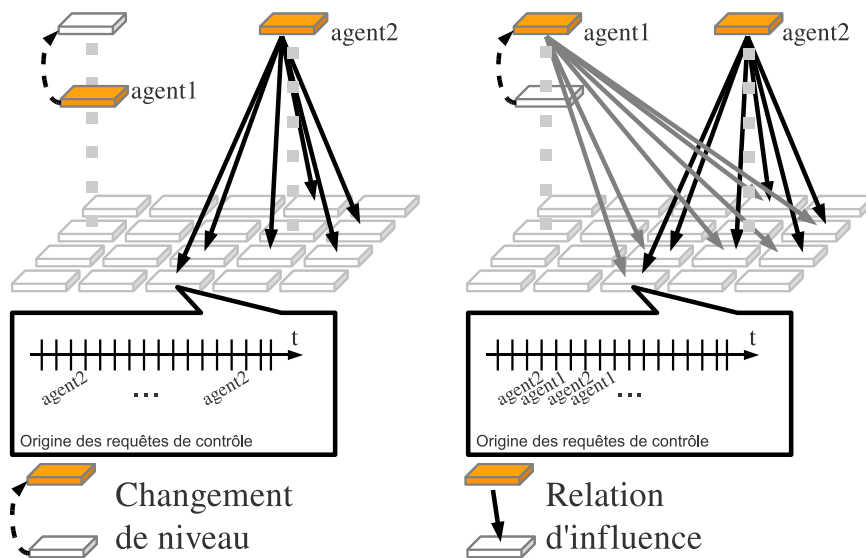 agent2
agent1
agent1
agent2
t
agent2
...
agent2
Origine des requêtes de contrôle
t
agent2
agent1
agent2
agent1
...
Origine des requêtes de contrôle
Changement
de niveau
Relation
d'influence